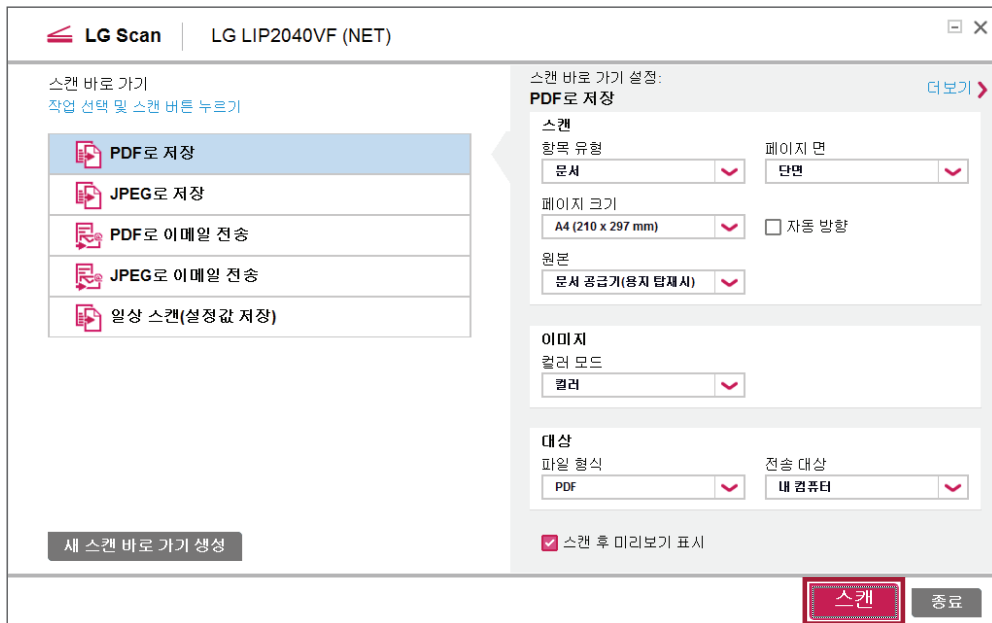 LG Scan LG LIP2040VF (NET)
스캔 바로 가기
작업 선택 및 스캔 버튼 누르기
PDF로 저장
JPEG로 저장
PDF로 이메일 전송
JPEG로 이메일 전송
일상 스캔(설정값 저장)
새 스캔 바로 가기 생성
스캔 바로 가기 설정:
PDF로 저장
더보기
스캔
항목 유형 페이지 면
문서 단면
페이지 크기
A4 (210 x 297 mm) 자동 방향
원본
문서 공급기(용지 탑재시)
이미지
컬러 모드
컬러
대상
파일 형식 전송 대상
PDF 내 컴퓨터
스캔 후 미리보기 표시
스캔 종료